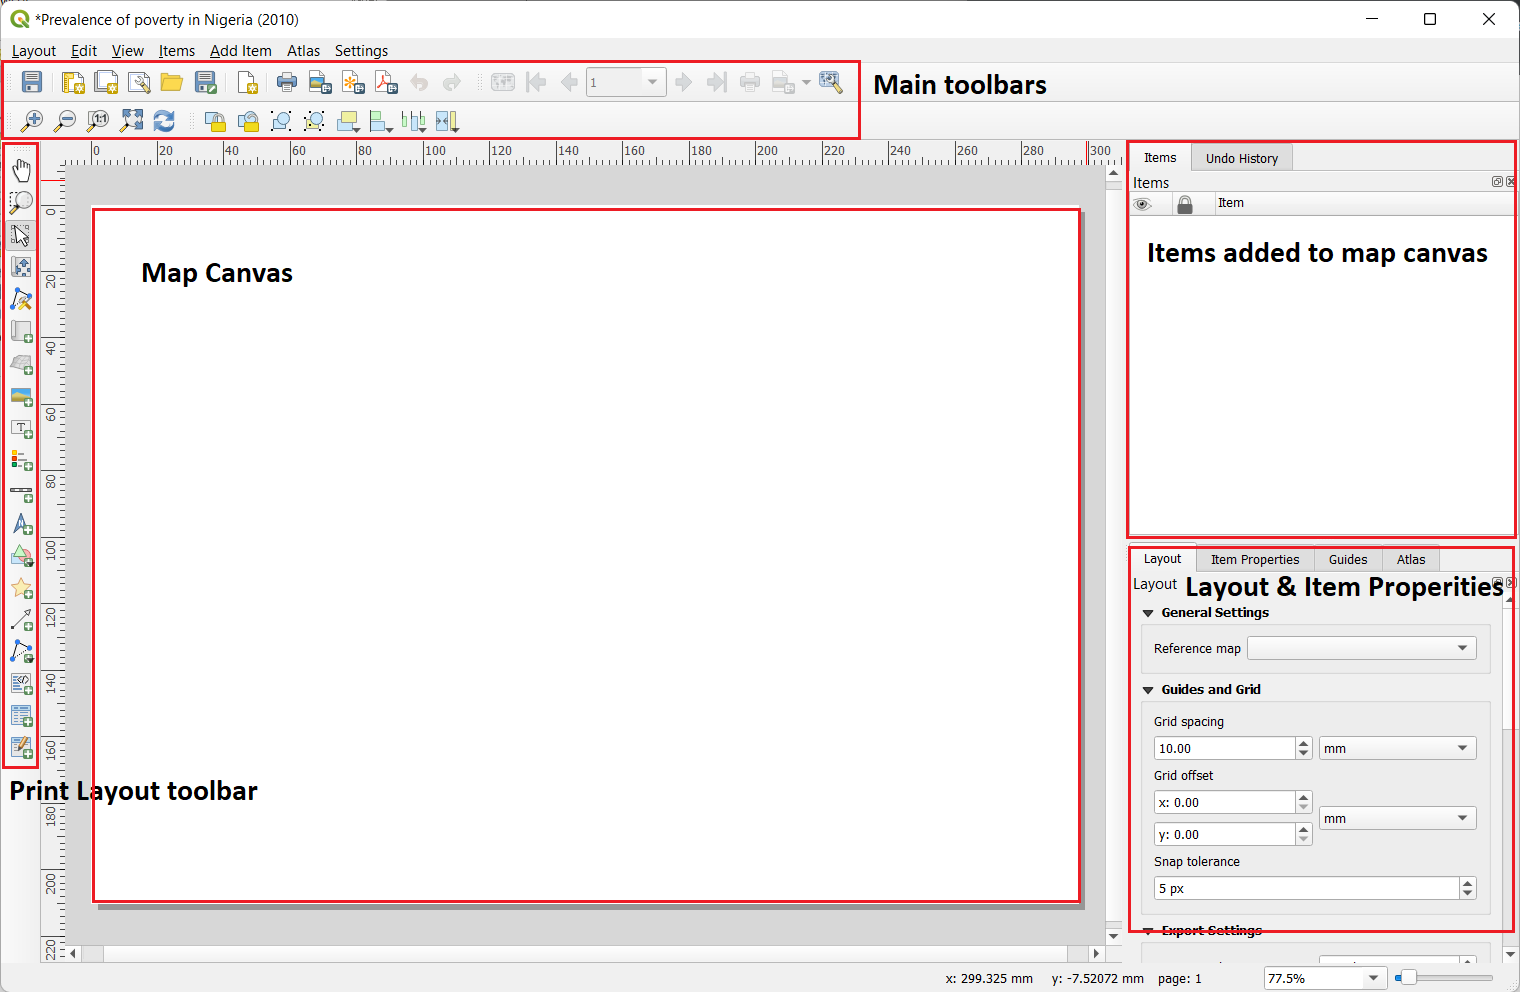 *Prevalence of poverty in Nigeria (2010)
Layout Edit View Items Add Item Atlas Settings
1
Main toolbars
1:1
0 20 40 60 80 100 120 140 160 180 200 220 240 260 280 300
Items Undo History
Items
Item
Items added to map canvas
Map Canvas
0
20
40
60
80
100
120
140
160
180
200
220
T
Print Layout toolbar
Layout Item Properties Guides Atlas
Layout
Layout & Item Properities
General Settings
Reference map
Guides and Grid
Grid spacing
10.00 mm
Grid offset
x: 0.00
mm
y: 0.00
Snap tolerance
5 px
Export Settings
x: 299.325 mm y: -7.52072 mm page: 1 77.5%